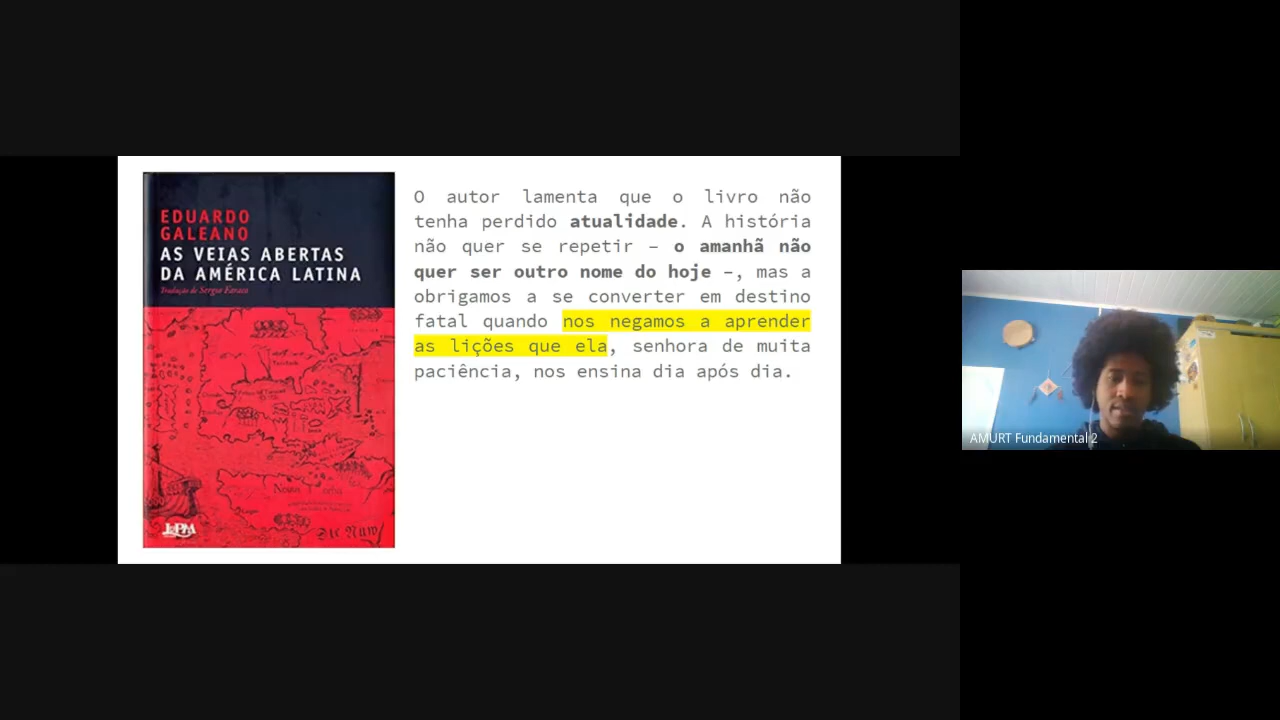 EDUARDO
GALEANO
AS VEIAS ABERTAS
DA AMÉRICA LATINA
Tradução de Sergio Faraco
L&PM
O autor lamenta que o livro não
tenha perdido atualidade. A história
não quer se repetir – o amanhã não
quer ser outro nome do hoje –, mas a
obrigamos a se converter em destino
fatal quando nos negamos a aprender
as lições que ela, senhora de muita
paciência, nos ensina dia após dia.
AMURT Fundamental 2